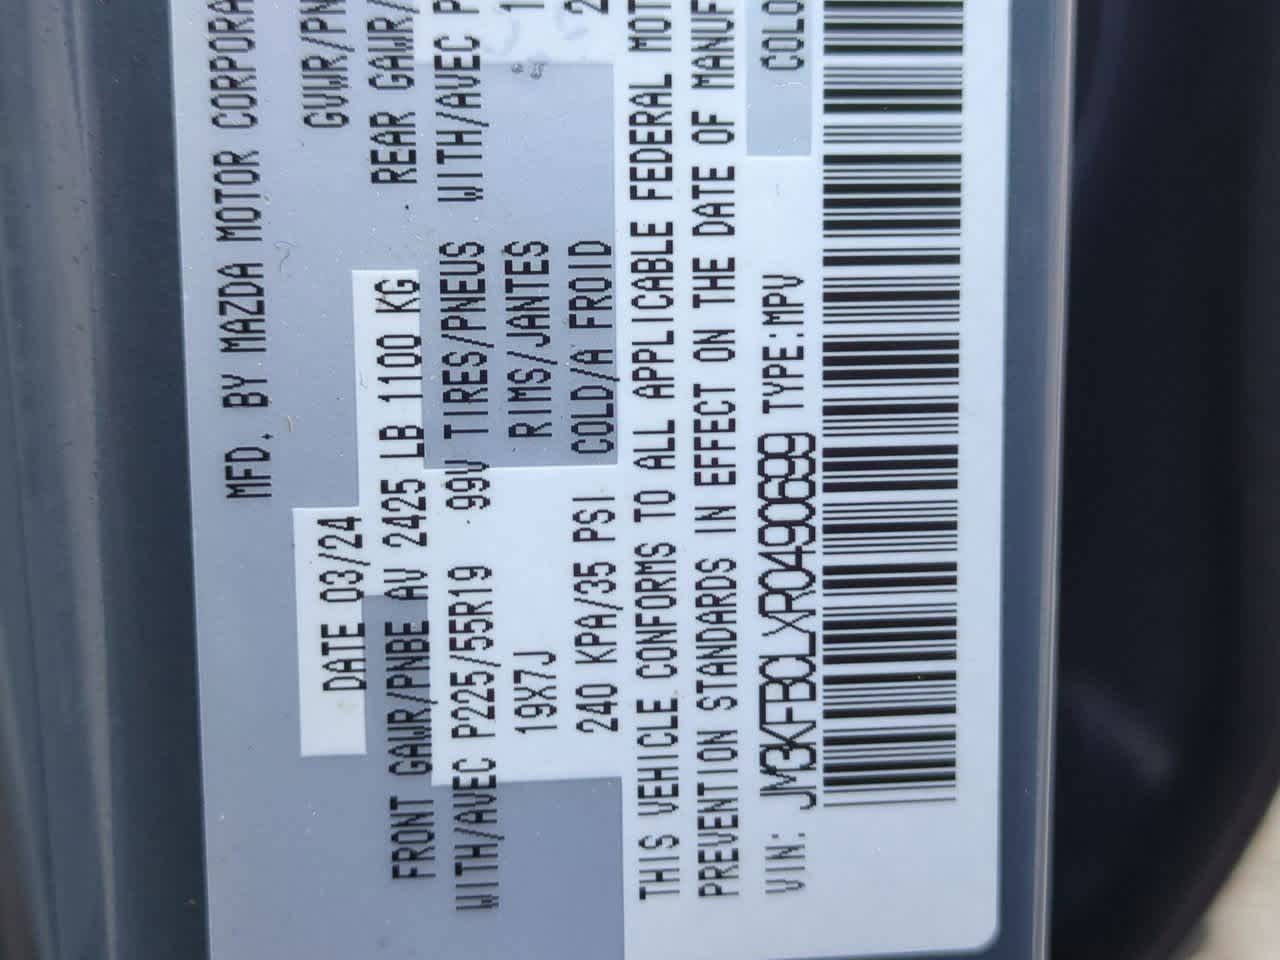 MFD. BY MAZDA MOTOR CORPORA
DATE 03/24 GVWR/PN
FRONT GAWR/PNBE AV 2425 LB 1100 KG REAR GAWR/
WITH/AVEC P225/55R19 99V TIRES/PNEUS WITH/AVEC P
19X7J RIMS/JANTES 1
240 KPA/35 PSI COLD/A FROID 2
THIS VEHICLE CONFORMS TO ALL APPLICABLE FEDERAL MOT
PREVENTION STANDARDS IN EFFECT ON THE DATE OF MANUF
VIN: JM3KFBCLXR0490699 TYPE:MPV COLO